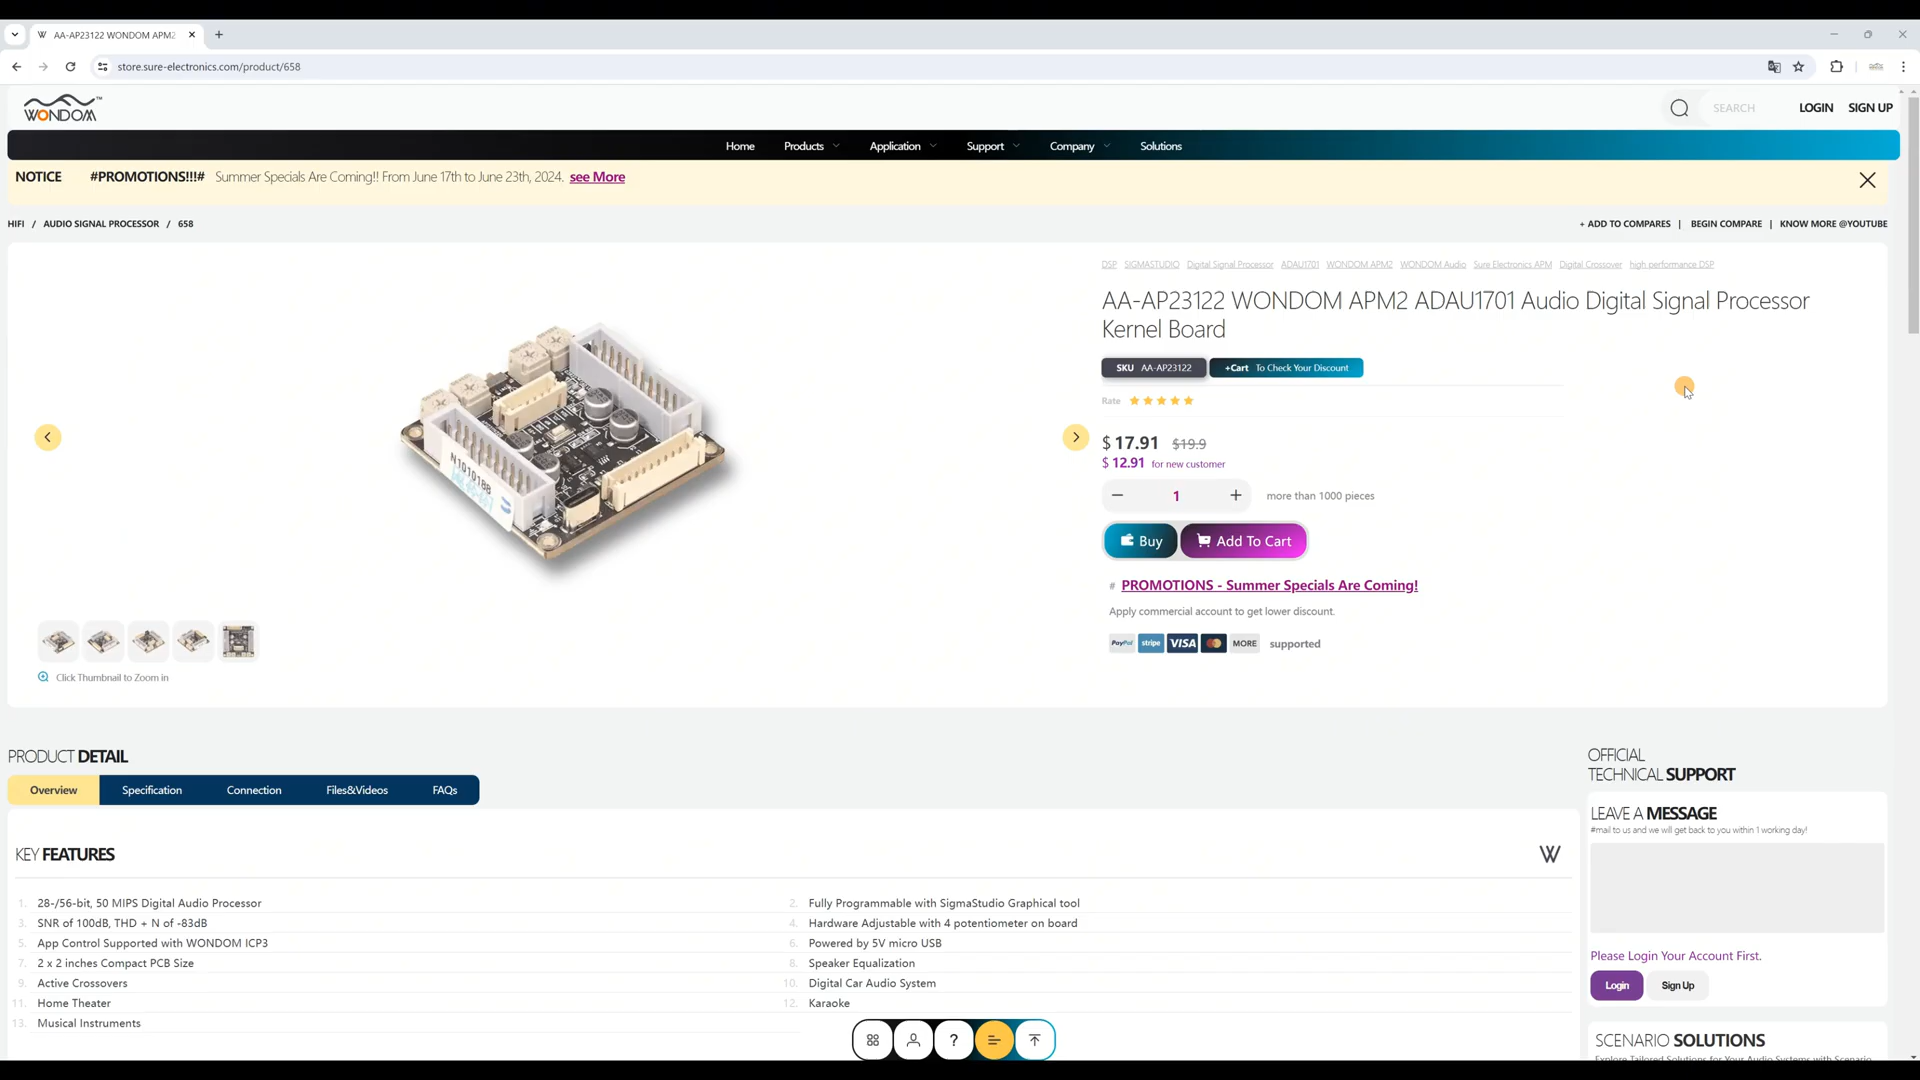 AA-AP23122 WONDOM APM2
store.sure-electronics.com/product/658
WONDOM™
SEARCH
LOGIN
SIGN UP
Home
Products
Application
Support
Company
Solutions
NOTICE #PROMOTIONS!!!# Summer Specials Are Coming!! From June 17th to June 23th, 2024. see More
HIFI / AUDIO SIGNAL PROCESSOR / 658
+ ADD TO COMPARES | BEGIN COMPARE | KNOW MORE @YOUTUBE
DSP SIGMASTUDIO Digital Signal Processor ADAU1701 WONDOM APM2 WONDOM Audio Sure Electronics APM Digital Crossover high performance DSP
AA-AP23122 WONDOM APM2 ADAU1701 Audio Digital Signal Processor
Kernel Board
SKU AA-AP23122
+Cart To Check Your Discount
Rate
$ 17.91 $19.9
$ 12.91 for new customer
1
more than 1000 pieces
Buy
Add To Cart
# PROMOTIONS - Summer Specials Are Coming!
Apply commercial account to get lower discount.
PayPal stripe VISA MORE supported
Click Thumbnail to Zoom in
PRODUCT DETAIL
Overview
Specification
Connection
Files&Videos
FAQs
KEY FEATURES
1. 28-/56-bit, 50 MIPS Digital Audio Processor
2. Fully Programmable with SigmaStudio Graphical tool
3. SNR of 100dB, THD + N of -83dB
4. Hardware Adjustable with 4 potentiometer on board
5. App Control Supported with WONDOM ICP3
6. Powered by 5V micro USB
7. 2 x 2 inches Compact PCB Size
8. Speaker Equalization
9. Active Crossovers
10. Digital Car Audio System
11. Home Theater
12. Karaoke
13. Musical Instruments
OFFICIAL
TECHNICAL SUPPORT
LEAVE A MESSAGE
#mail to us and we will get back to you within 1 working day!
Please Login Your Account First.
Login
Sign Up
SCENARIO SOLUTIONS
Explore Tailored Solutions for Your Audio Systems with Scenario
?